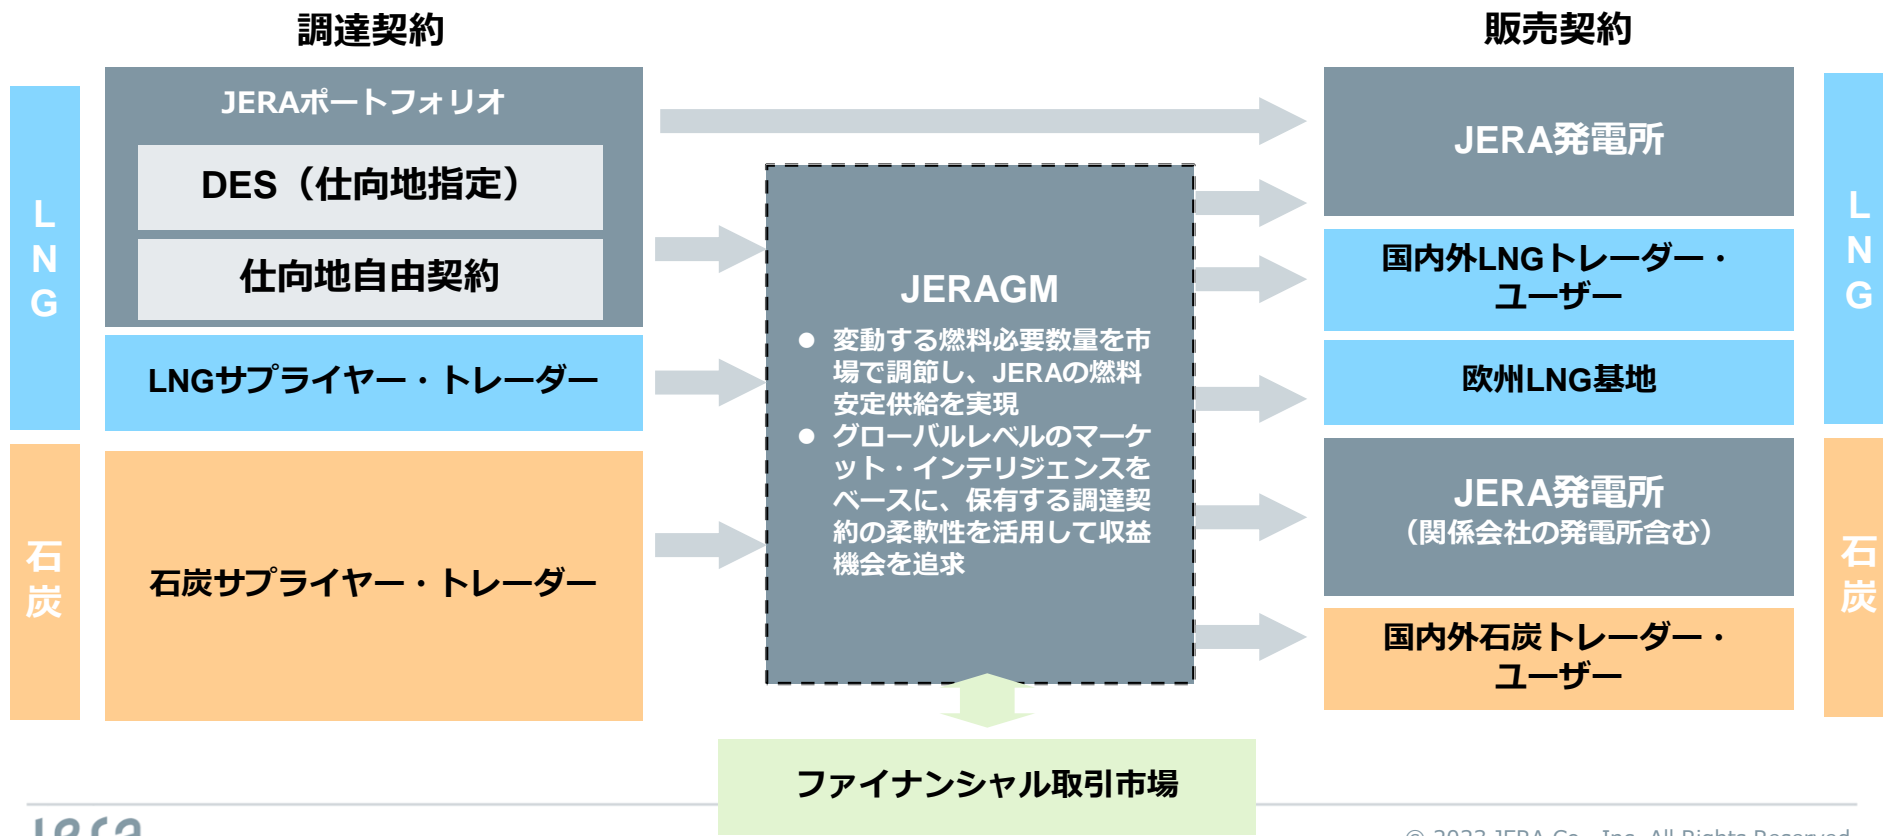 調達契約
販売契約
LNG
JERAポートフォリオ
DES（仕向地指定）
仕向地自由契約
LNGサプライヤー・トレーダー
石炭
石炭サプライヤー・トレーダー
JERAGM
● 変動する燃料必要数量を市
場で調節し、JERAの燃料
安定供給を実現
● グローバルレベルのマーケ
ット・インテリジェンスを
ベースに、保有する調達契
約の柔軟性を活用して収益
機会を追求
JERA発電所
国内外LNGトレーダー・
ユーザー
欧州LNG基地
LNG
JERA発電所
（関係会社の発電所含む）
国内外石炭トレーダー・
ユーザー
石炭
ファイナンシャル取引市場
jera
© 2023 JERA Co., Inc. All Rights Reserved